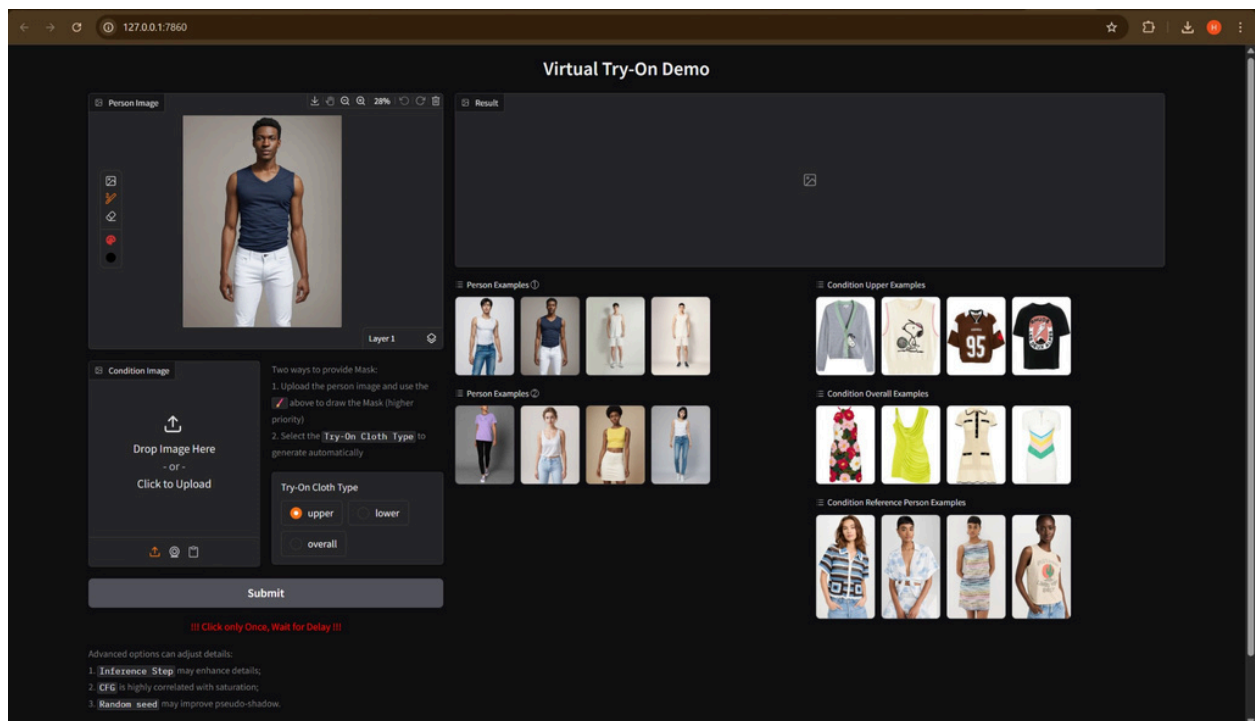 127.0.0.1:7860
H
Virtual Try-On Demo
Person Image
28%
Layer 1
Result
Condition Image
Drop Image Here
- or -
Click to Upload
Two ways to provide Mask:
1. Upload the person image and use the
above to draw the Mask (higher
priority)
2. Select the Try-On Cloth Type to
generate automatically
Try-On Cloth Type
upper
lower
overall
Submit
!!! Click only Once, Wait for Delay !!!
Advanced options can adjust details:
1. Inference Step may enhance details;
2. CFG is highly correlated with saturation;
3. Random seed may improve pseudo-shadow.
Person Examples ①
Person Examples ②
Condition Upper Examples
95
Condition Overall Examples
Condition Reference Person Examples